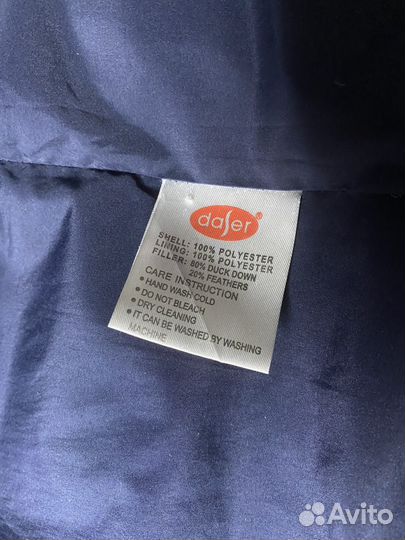 daser®
SHELL: 100% POLYESTER
LINING: 100% POLYESTER
FILLER: 80% DUCK DOWN
20% FEATHERS
CARE INSTRUCTION
• HAND WASH COLD
• DO NOT BLEACH
• DRY CLEANING
• IT CAN BE WASHED BY WASHING
MACHINE
Avito